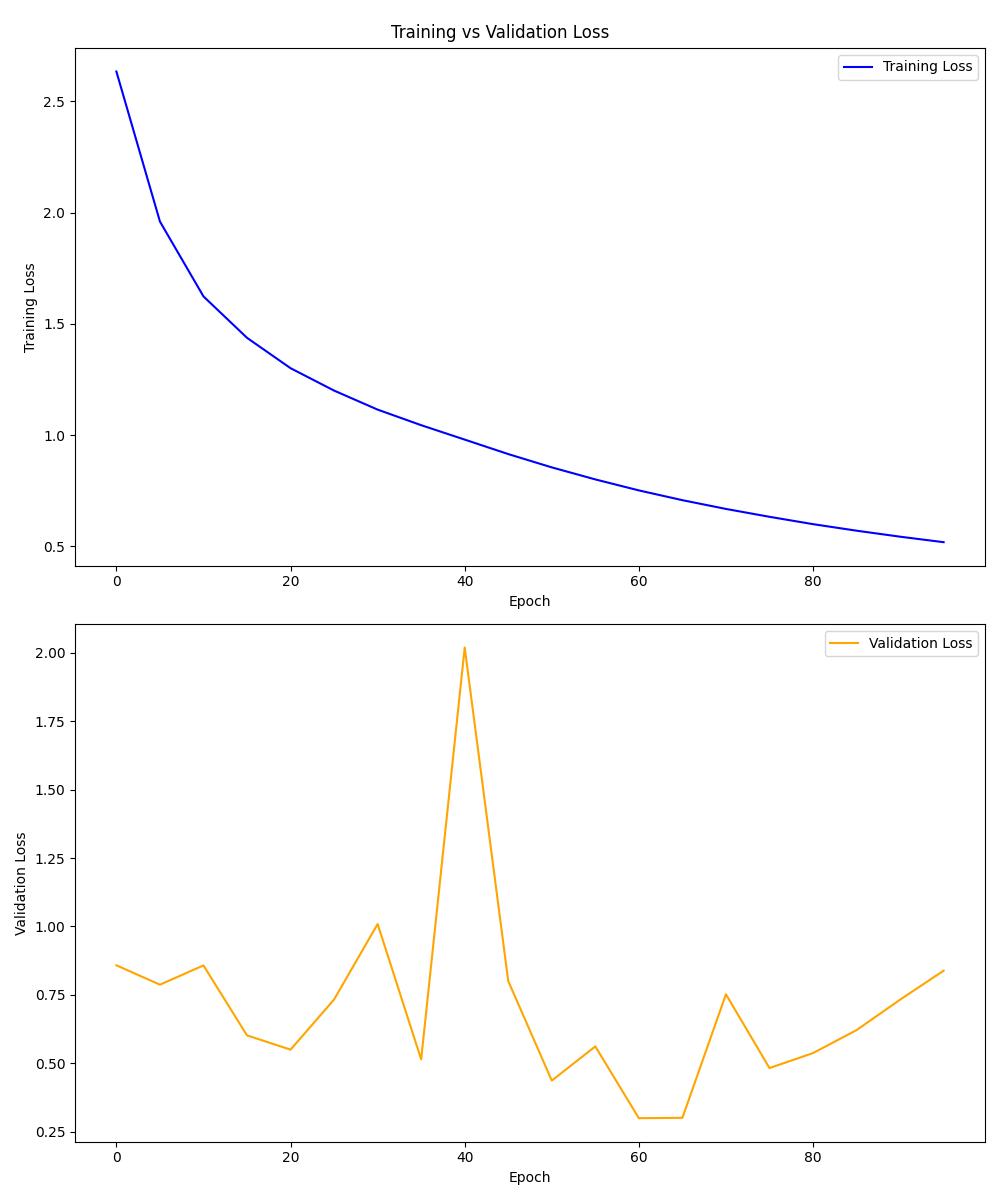 Training vs Validation Loss
Training Loss
2.5
2.0
1.5
1.0
0.5
Training Loss
0 20 40 60 80
Epoch
Validation Loss
2.00
1.75
1.50
1.25
1.00
0.75
0.50
0.25
Validation Loss
0 20 40 60 80
Epoch